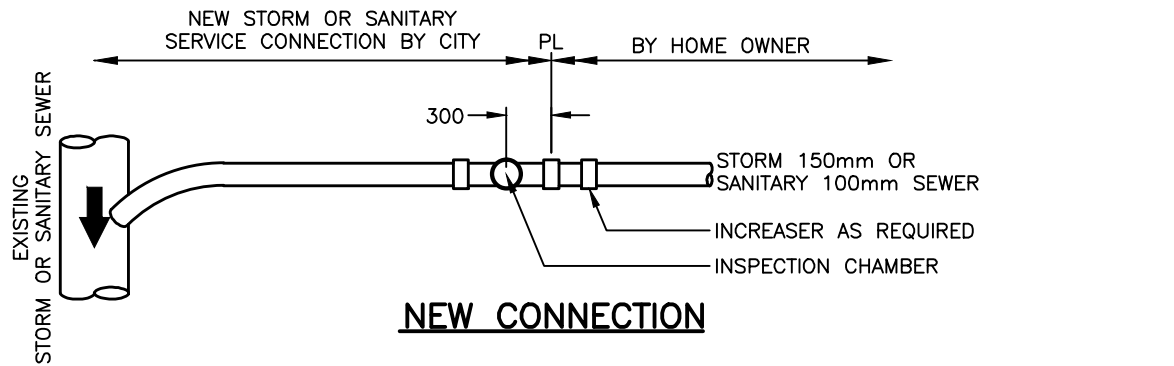 NEW STORM OR SANITARY
SERVICE CONNECTION BY CITY
PL
BY HOME OWNER
300
EXISTING
STORM OR SANITARY SEWER
STORM 150mm OR
SANITARY 100mm SEWER
INCREASER AS REQUIRED
INSPECTION CHAMBER
NEW CONNECTION